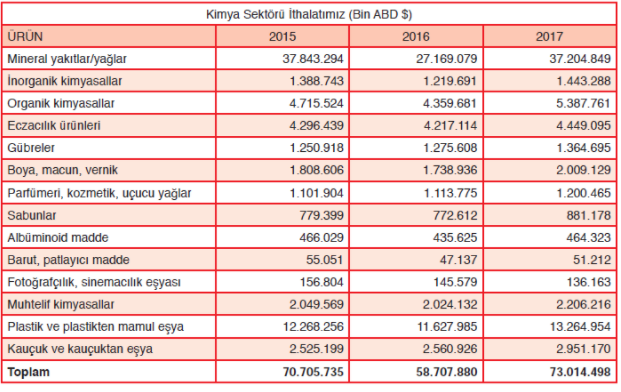 Kimya Sektörü İthalatımız (Bin ABD $)
ÜRÜN 2015 2016 2017
Mineral yakıtlar/yağlar 37.843.294 27.169.079 37.204.849
İnorganik kimyasallar 1.388.743 1.219.691 1.443.288
Organik kimyasallar 4.715.524 4.359.681 5.387.761
Eczacılık ürünleri 4.296.439 4.217.114 4.449.095
Gübreler 1.250.918 1.275.608 1.364.695
Boya, macun, vernik 1.808.606 1.738.936 2.009.129
Parfümeri, kozmetik, uçucu yağlar 1.101.904 1.113.775 1.200.465
Sabunlar 779.399 772.612 881.178
Albüminoid madde 466.029 435.625 464.323
Barut, patlayıcı madde 55.051 47.137 51.212
Fotoğrafçılık, sinemacılık eşyası 156.804 145.579 136.163
Muhtelif kimyasallar 2.049.569 2.024.132 2.206.216
Plastik ve plastikten mamul eşya 12.268.256 11.627.985 13.264.954
Kauçuk ve kauçuktan eşya 2.525.199 2.560.926 2.951.170
Toplam 70.705.735 58.707.880 73.014.498